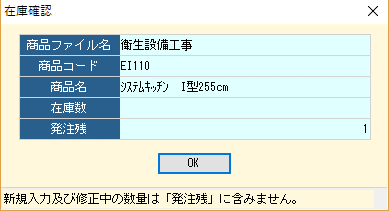 在庫確認
商品ファイル名 衛生設備工事
商品コード EI110
商品名 ｼｽﾃﾑｷｯﾁﾝ I型255cm
在庫数
発注残 1
OK
新規入力及び修正中の数量は「発注残」に含みません。